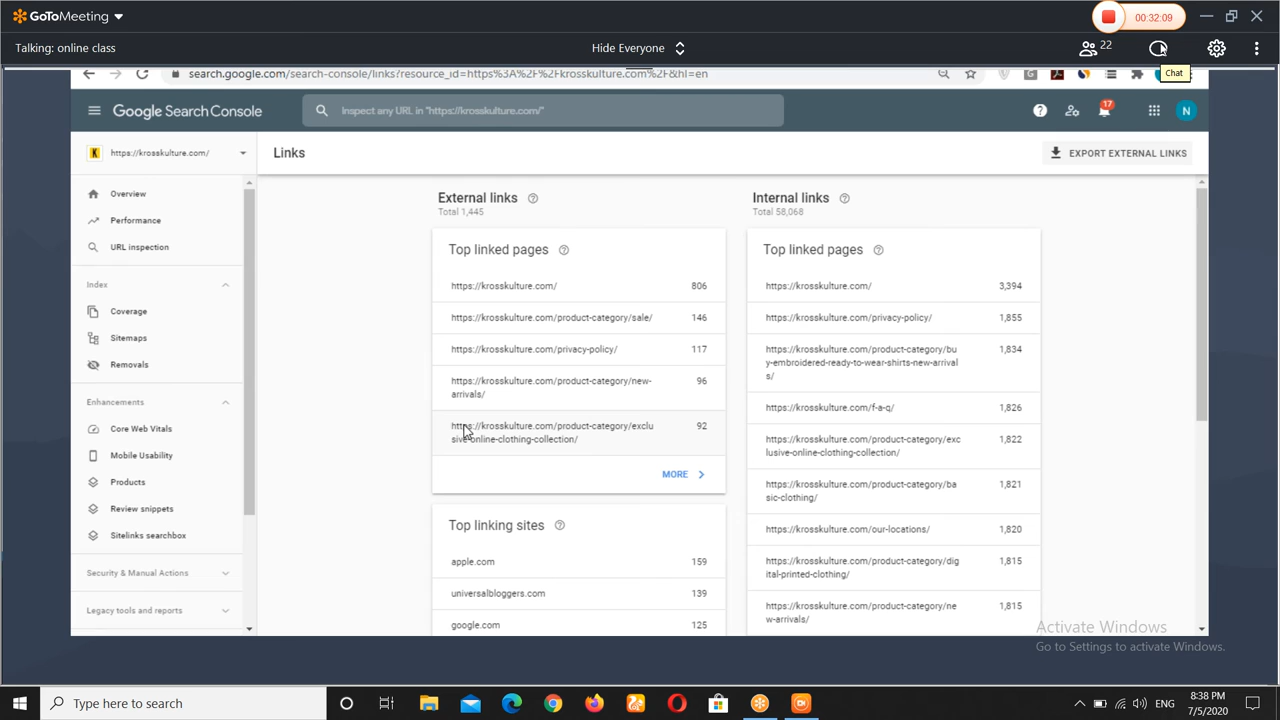 GoToMeeting
00:32:09
Talking: online class
Hide Everyone
22
Chat
search.google.com/search-console/links?resource_id=https%3A%2F%2Fkrosskulture.com%2F&hl=en
Google Search Console
Inspect any URL in "https://krosskulture.com/"
17
N
K
https://krosskulture.com/
Links
EXPORT EXTERNAL LINKS
Overview
Performance
URL inspection
Index
Coverage
Sitemaps
Removals
Enhancements
Core Web Vitals
Mobile Usability
Products
Review snippets
Sitelinks searchbox
Security & Manual Actions
Legacy tools and reports
External links
Total 1,445
Top linked pages
https://krosskulture.com/ 806
https://krosskulture.com/product-category/sale/ 146
https://krosskulture.com/privacy-policy/ 117
https://krosskulture.com/product-category/new- 96
arrivals/
https://krosskulture.com/product-category/exclu 92
sive-online-clothing-collection/
MORE
Top linking sites
apple.com 159
universalbloggers.com 139
google.com 125
Internal links
Total 58,068
Top linked pages
https://krosskulture.com/ 3,394
https://krosskulture.com/privacy-policy/ 1,855
https://krosskulture.com/product-category/bu 1,834
y-embroidered-ready-to-wear-shirts-new-arrival
s/
https://krosskulture.com/f-a-q/ 1,826
https://krosskulture.com/product-category/exc 1,822
lusive-online-clothing-collection/
https://krosskulture.com/product-category/ba 1,821
sic-clothing/
https://krosskulture.com/our-locations/ 1,820
https://krosskulture.com/product-category/dig 1,815
ital-printed-clothing/
https://krosskulture.com/product-category/ne 1,815
w-arrivals/
Activate Windows
Go to Settings to activate Windows.
Type here to search
ENG
8:38 PM
7/5/2020